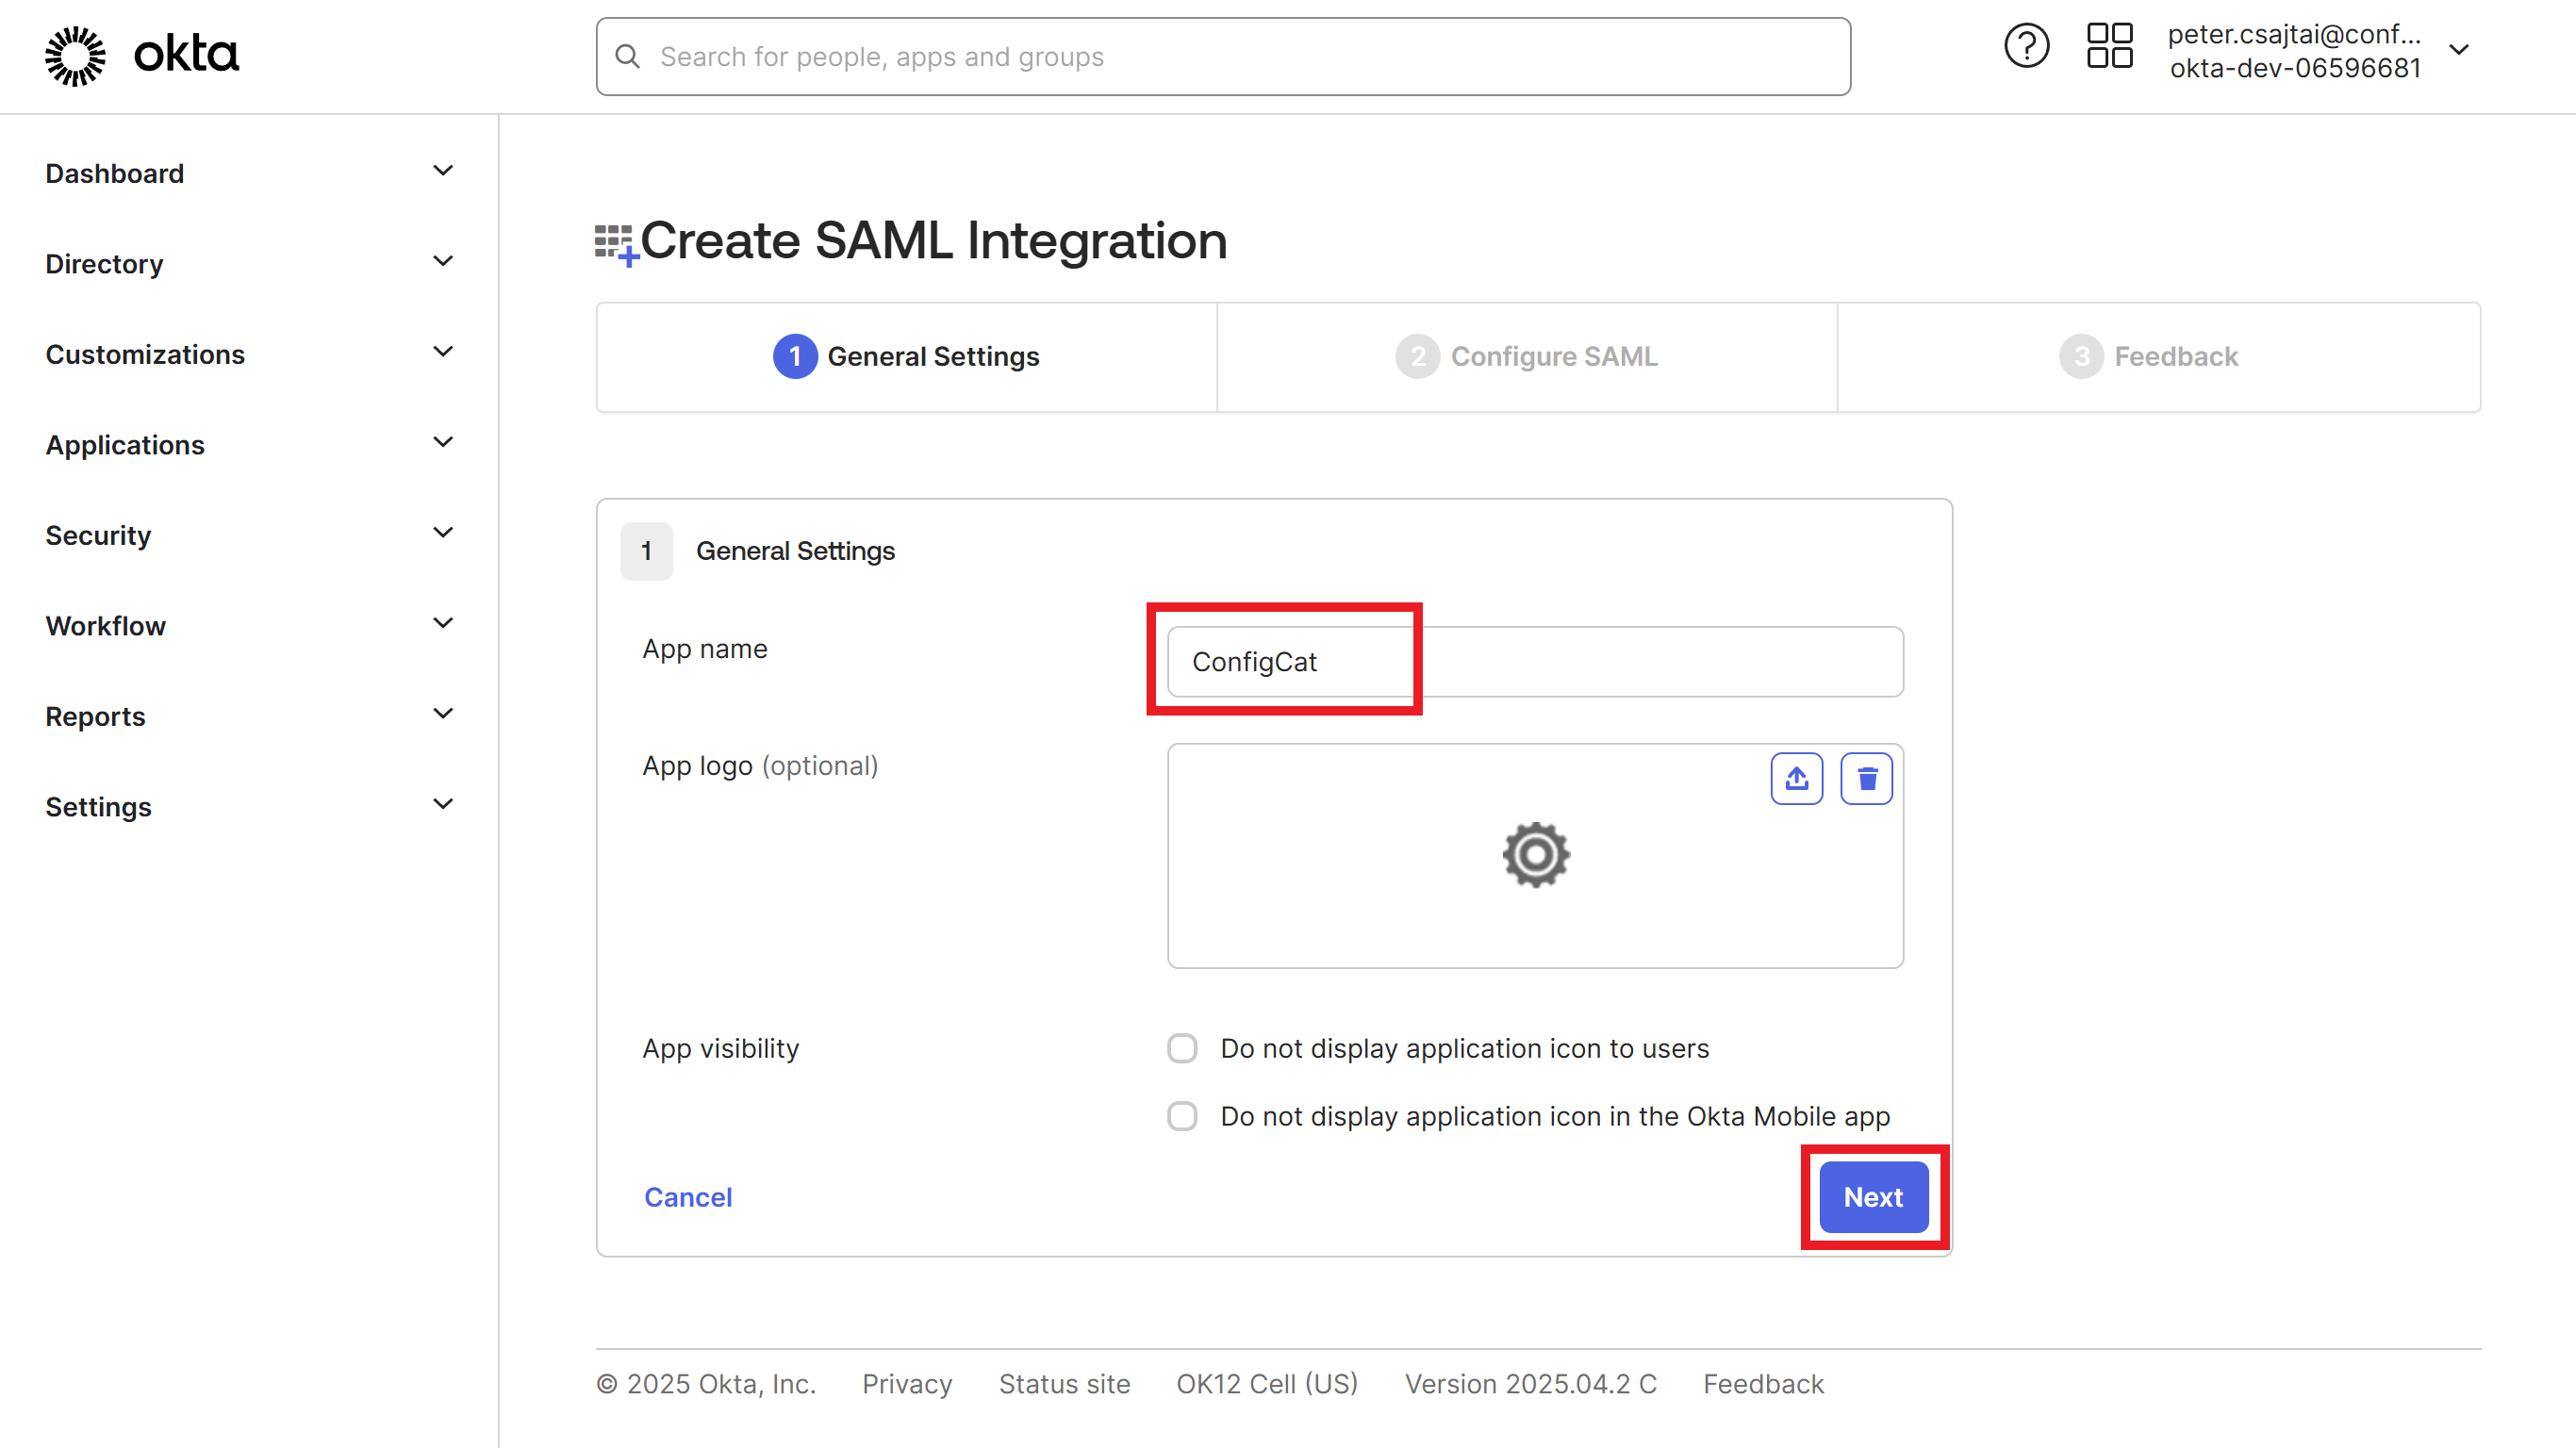 okta
Search for people, apps and groups
?
peter.csajtai@conf...
okta-dev-06596681
Dashboard
Directory
Customizations
Applications
Security
Workflow
Reports
Settings
Create SAML Integration
1 General Settings
2 Configure SAML
3 Feedback
1 General Settings
App name
ConfigCat
App logo (optional)
App visibility
Do not display application icon to users
Do not display application icon in the Okta Mobile app
Cancel
Next
© 2025 Okta, Inc. Privacy Status site OK12 Cell (US) Version 2025.04.2 C Feedback